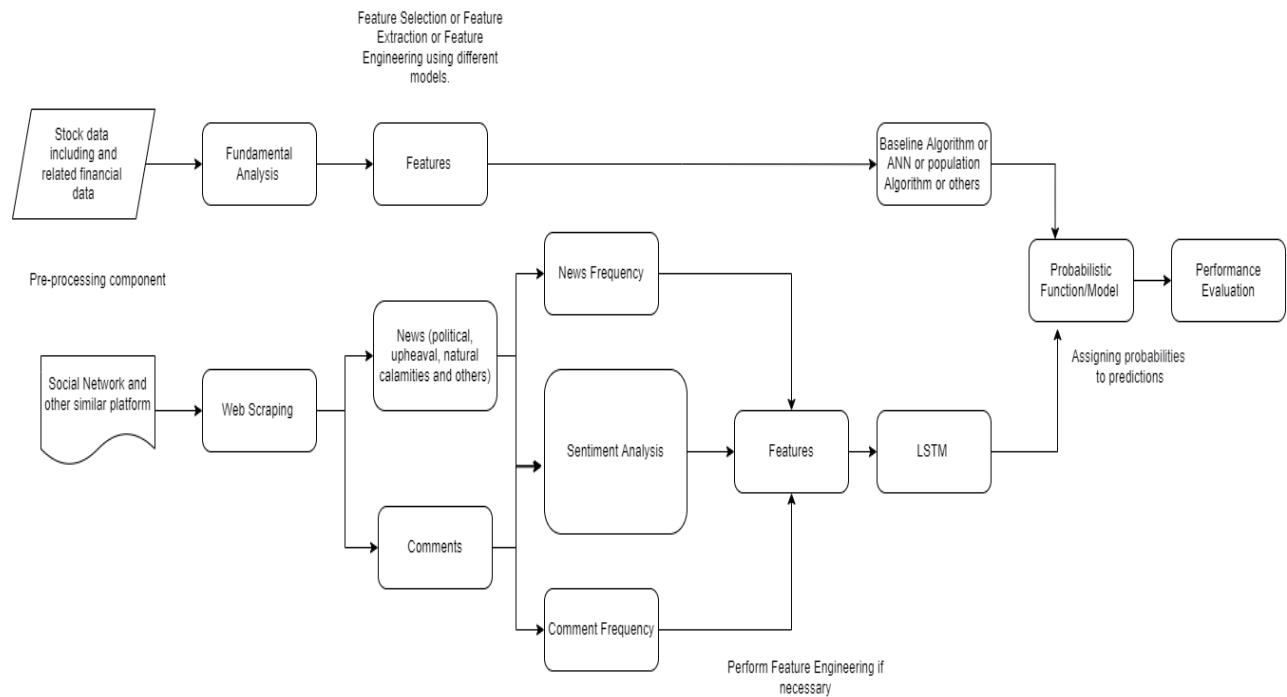 Feature Selection or Feature
Extraction or Feature
Engineering using different
models.
Stock data
including and
related financial
data
Fundamental
Analysis
Features
Baseline Algorithm or
ANN or population
Algorithm or others
Pre-processing component
News Frequency
Probabilistic
Function/Model
Performance
Evaluation
News (political,
upheaval, natural
calamities and others)
Assigning probabilities
to predictions
Social Network and
other similar platform
Web Scraping
Sentiment Analysis
Features
LSTM
Comments
Comment Frequency
Perform Feature Engineering if
necessary